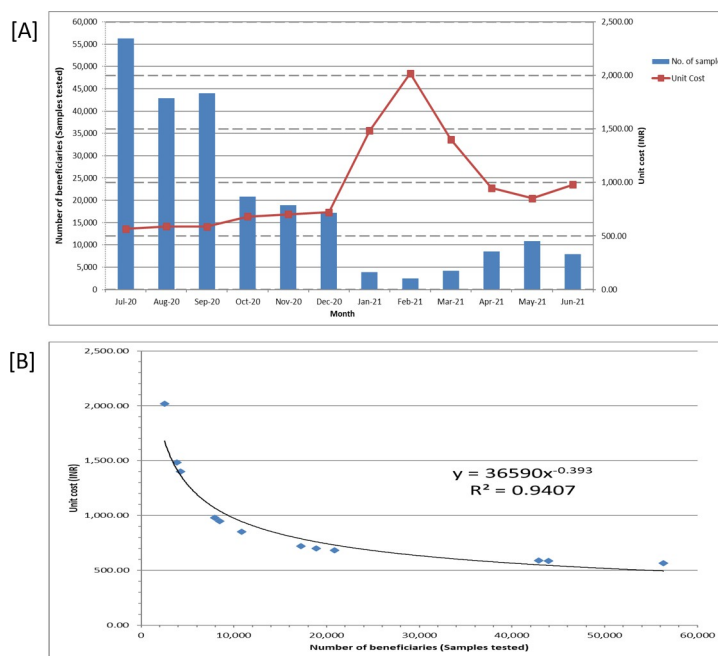 [A]
60,000
55,000
50,000
45,000
40,000
35,000
30,000
25,000
20,000
15,000
10,000
5,000
0
Number of beneficiaries (Samples tested)
2,500.00
2,000.00
1,500.00
1,000.00
500.00
0.00
Unit cost (INR)
No. of sampl
Unit Cost
Jul-20 Aug-20 Sep-20 Oct-20 Nov-20 Dec-20 Jan-21 Feb-21 Mar-21 Apr-21 May-21 Jun-21
Month
[B]
2,500.00
2,000.00
1,500.00
1,000.00
500.00
0.00
Unit cost (INR)
y = 36590x^-0.393
R² = 0.9407
0 10,000 20,000 30,000 40,000 50,000 60,000
Number of beneficiaries (Samples tested)